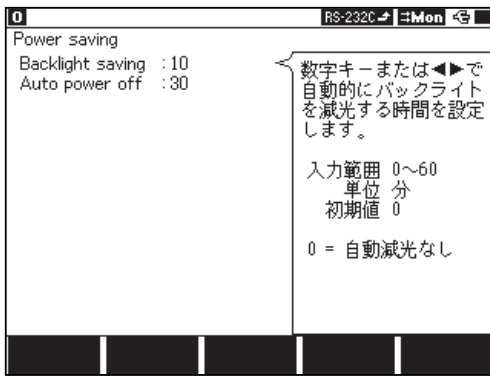 0
RS-232C Mon
Power saving
Backlight saving :10
Auto power off :30
数字キーまたは◀▶で
自動的にバックライト
を減光する時間を設定
します。
入力範囲 0～60
単位 分
初期値 0
0 = 自動減光なし